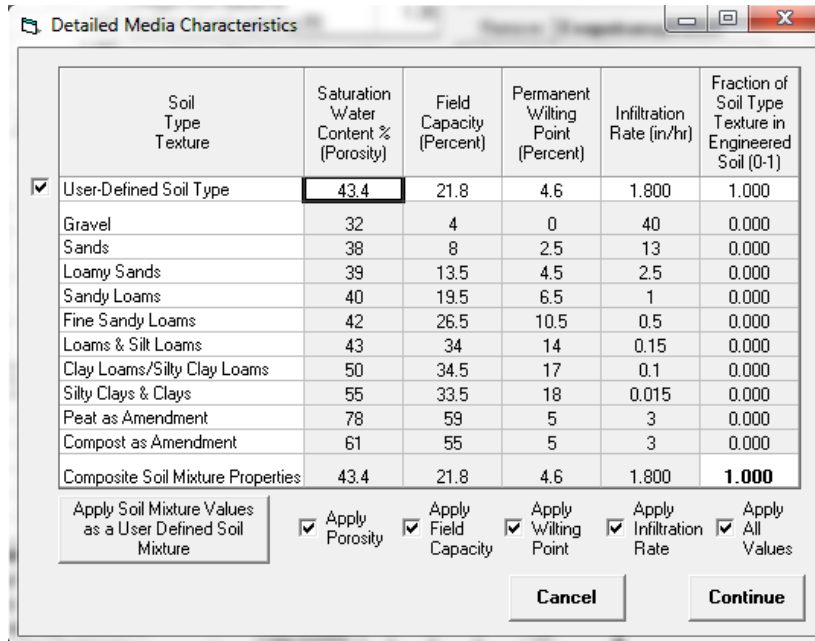 Detailed Media Characteristics
Soil Type Texture Saturation Water Content % (Porosity) Field Capacity (Percent) Permanent Wilting Point (Percent) Infiltration Rate (in/hr) Fraction of Soil Type Texture in Engineered Soil (0-1)
User-Defined Soil Type 43.4 21.8 4.6 1.800 1.000
Gravel 32 4 0 40 0.000
Sands 38 8 2.5 13 0.000
Loamy Sands 39 13.5 4.5 2.5 0.000
Sandy Loams 40 19.5 6.5 1 0.000
Fine Sandy Loams 42 26.5 10.5 0.5 0.000
Loams & Silt Loams 43 34 14 0.15 0.000
Clay Loams/Silty Clay Loams 50 34.5 17 0.1 0.000
Silty Clays & Clays 55 33.5 18 0.015 0.000
Peat as Amendment 78 59 5 3 0.000
Compost as Amendment 61 55 5 3 0.000
Composite Soil Mixture Properties 43.4 21.8 4.6 1.800 1.000
Apply Soil Mixture Values
as a User Defined Soil
Mixture
Apply
Porosity
Apply
Field
Capacity
Apply
Wilting
Point
Apply
Infiltration
Rate
Apply
All
Values
Cancel
Continue